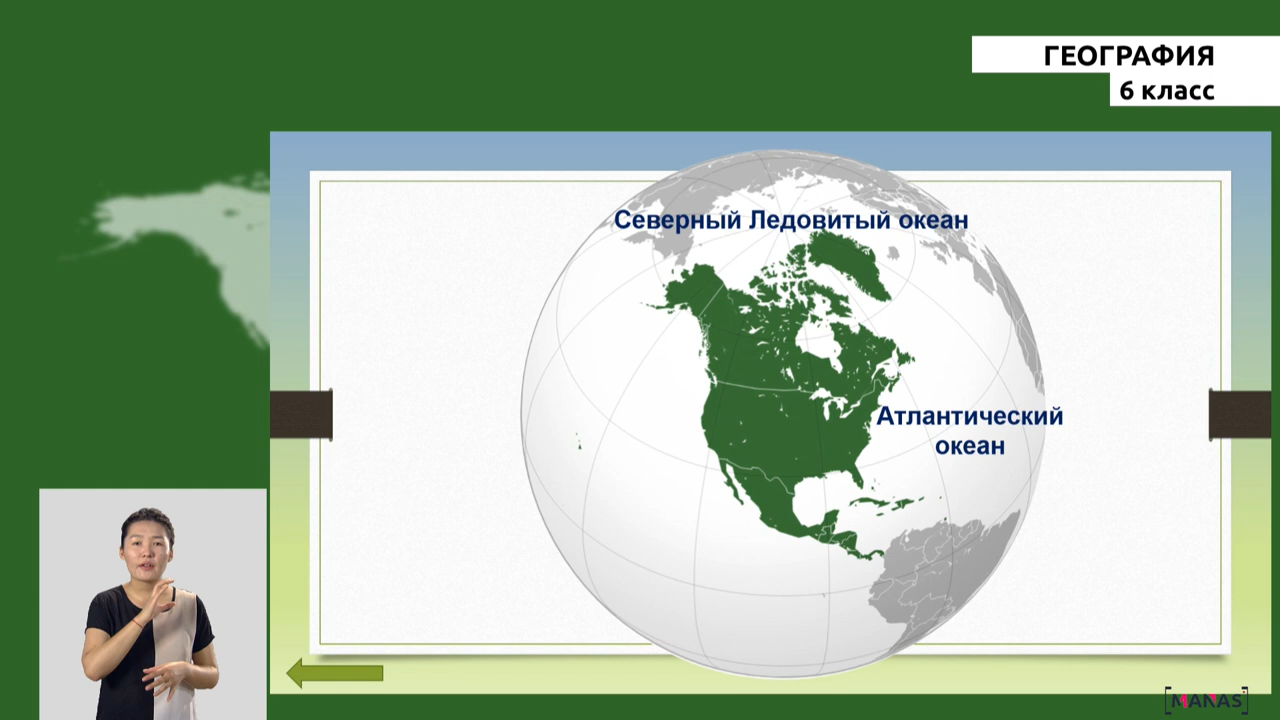 ГЕОГРАФИЯ
6 класс
Северный Ледовитый океан
Атлантический
океан
[MANAS]